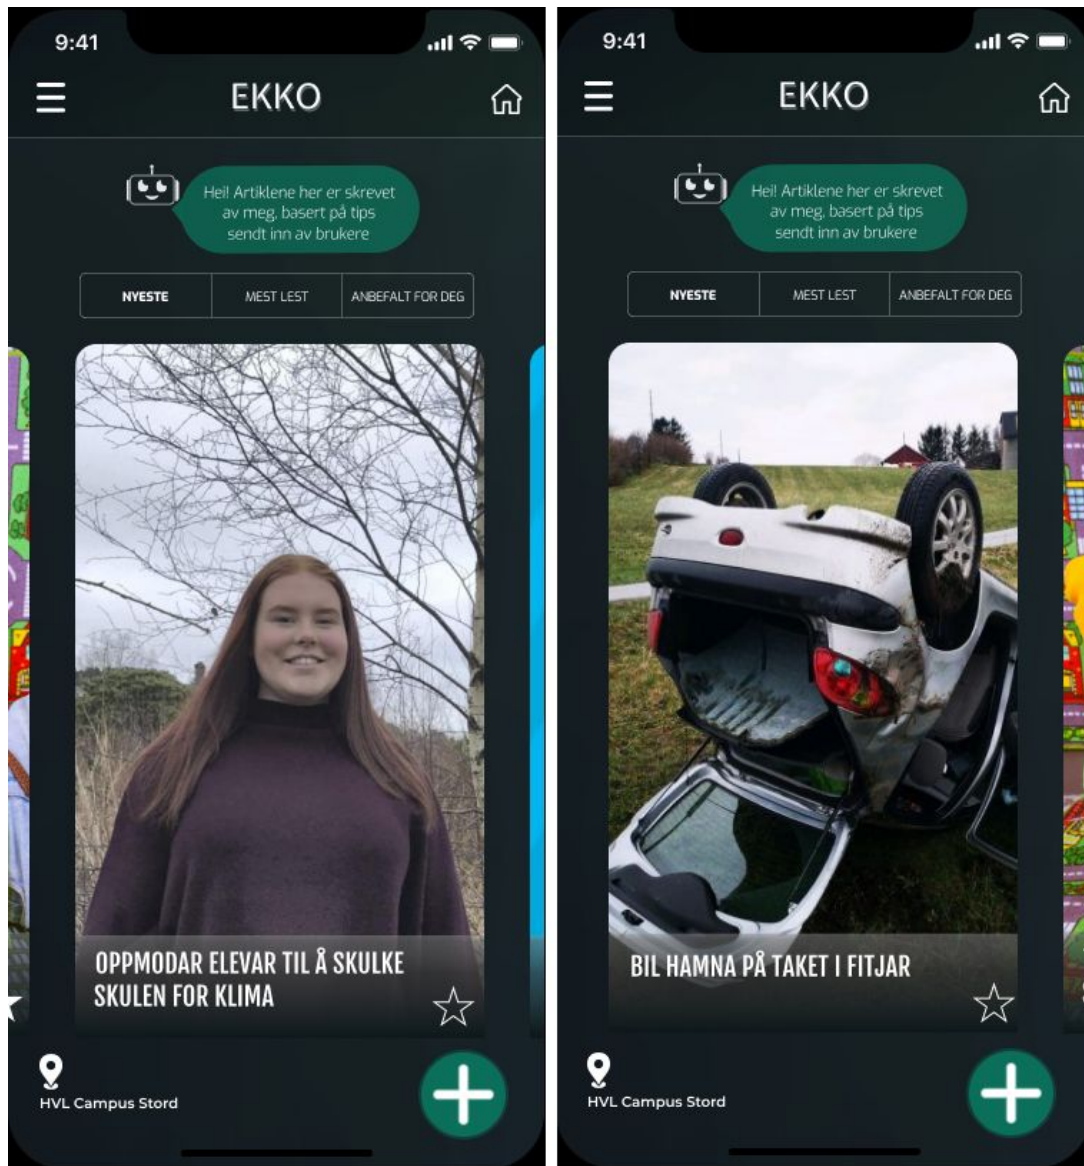 9:41
EKKO
Hei! Artiklene her er skrevet
av meg, basert på tips
sendt inn av brukere
NYESTE
MEST LEST
ANBEFALT FOR DEG
OPPMODAR ELEVAR TIL Å SKULKE
SKULEN FOR KLIMA
HVL Campus Stord
9:41
EKKO
Hei! Artiklene her er skrevet
av meg, basert på tips
sendt inn av brukere
NYESTE
MEST LEST
ANBEFALT FOR DEG
BIL HAMNA PÅ TAKET I FITJAR
HVL Campus Stord